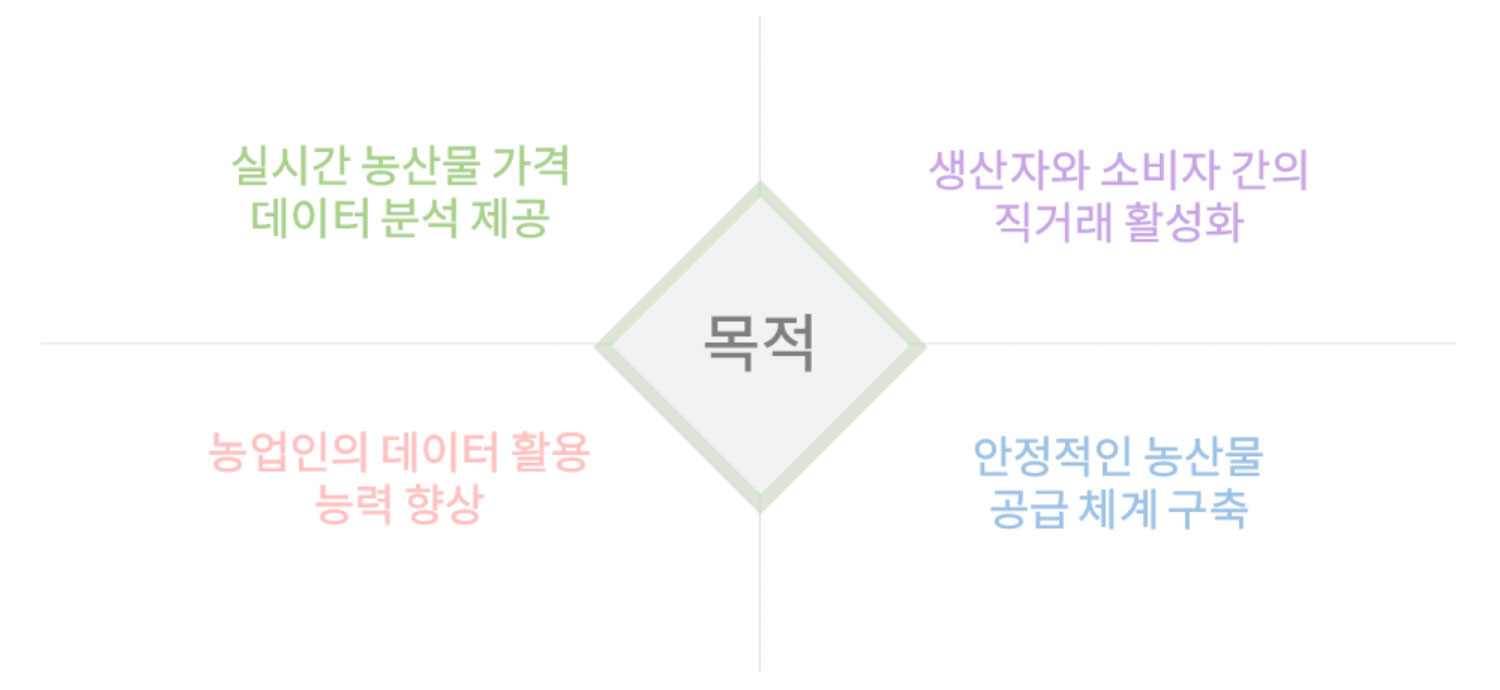 실시간 농산물 가격
데이터 분석 제공
생산자와 소비자 간의
직거래 활성화
목적
농업인의 데이터 활용
능력 향상
안정적인 농산물
공급 체계 구축